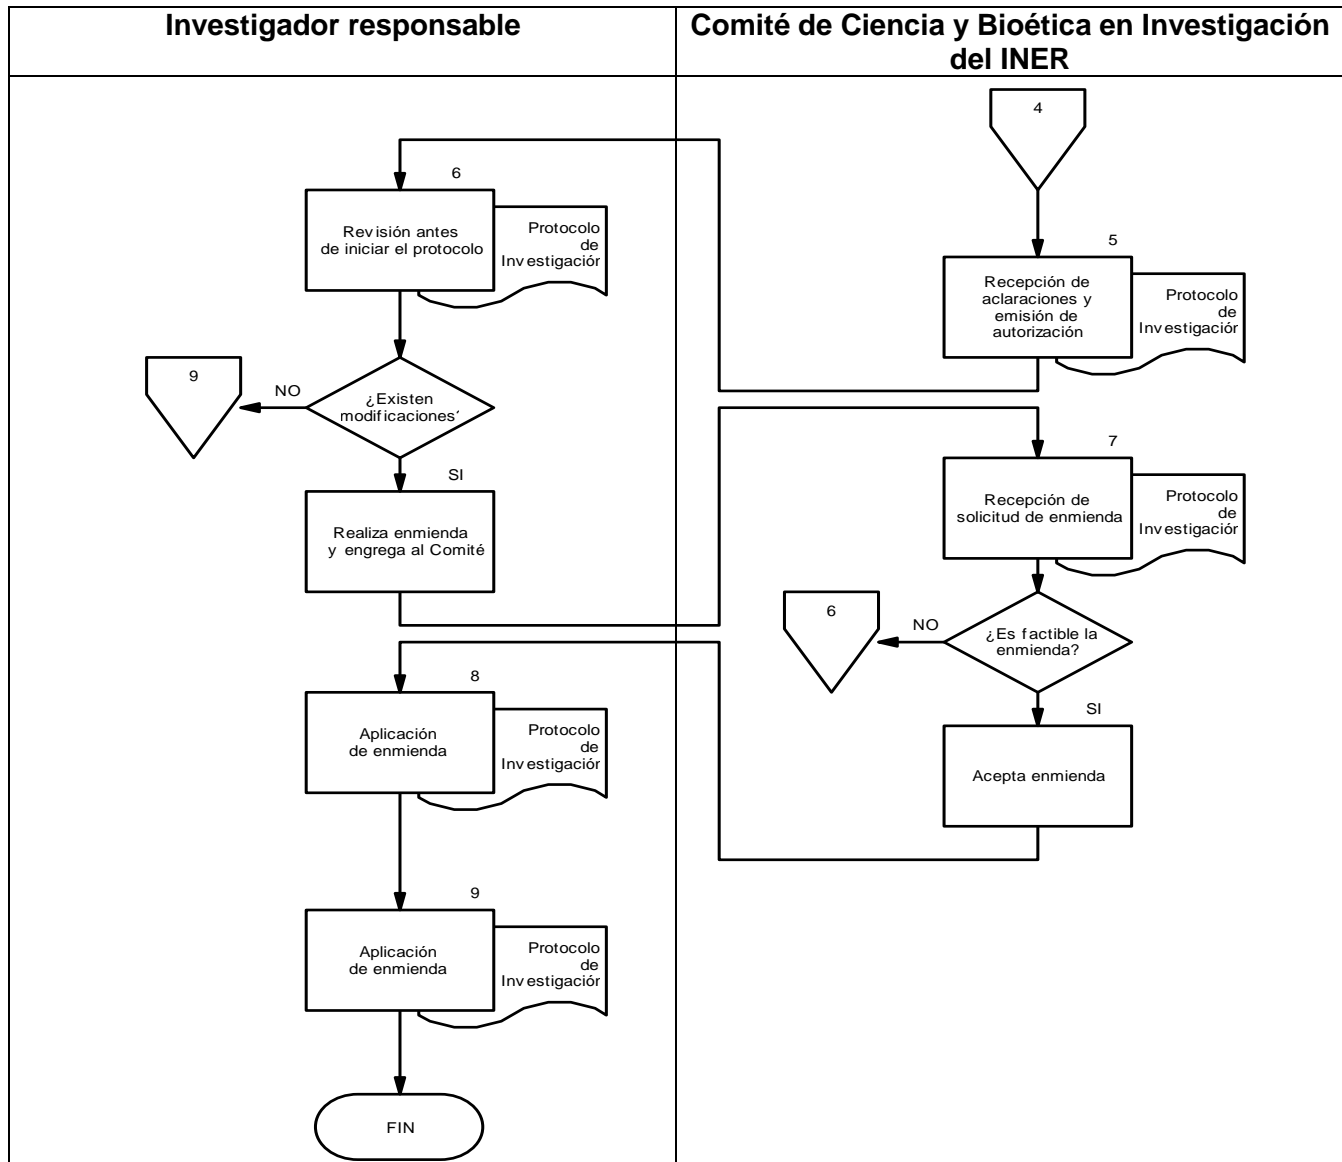 Investigador responsable
Comité de Ciencia y Bioética en Investigación
del INER
4
6
Revisión antes
de iniciar el protocolo
Protocolo
de
Investigación
5
Recepción de
aclaraciones y
emisión de
autorización
Protocolo
de
Investigación
9
NO
¿Existen
modificaciones?
SI
Realiza enmienda
y engrega al Comité
7
Recepción de
solicitud de enmienda
Protocolo
de
Investigación
6
NO
¿Es factible la
enmienda?
SI
Acepta enmienda
8
Aplicación
de enmienda
Protocolo
de
Investigación
9
Aplicación
de enmienda
Protocolo
de
Investigación
FIN